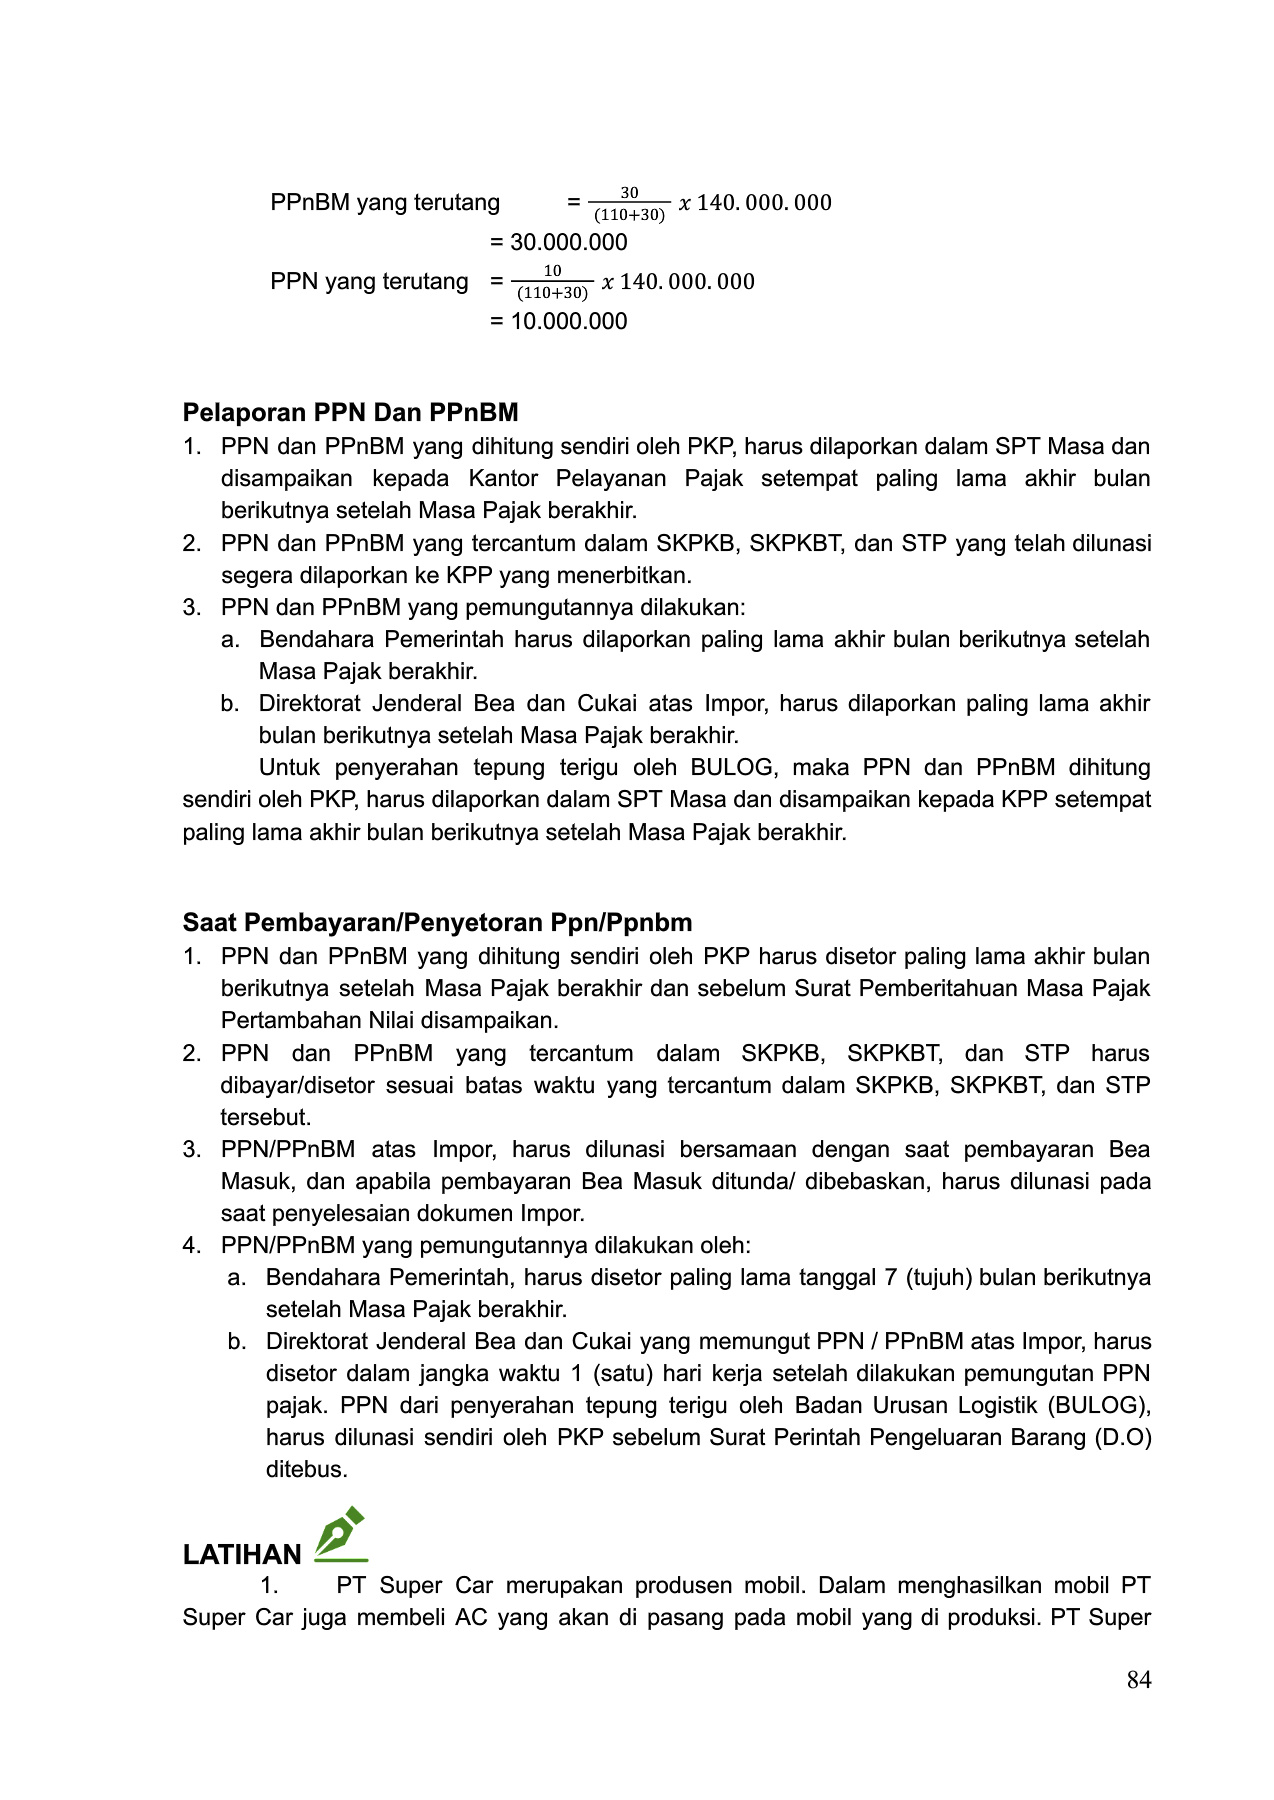 PPnBM yang terutang = 30/(110+30) x 140.000.000
= 30.000.000
PPN yang terutang = 10/(110+30) x 140.000.000
= 10.000.000
Pelaporan PPN Dan PPnBM
1. PPN dan PPnBM yang dihitung sendiri oleh PKP, harus dilaporkan dalam SPT Masa dan
disampaikan kepada Kantor Pelayanan Pajak setempat paling lama akhir bulan
berikutnya setelah Masa Pajak berakhir.
2. PPN dan PPnBM yang tercantum dalam SKPKB, SKPKBT, dan STP yang telah dilunasi
segera dilaporkan ke KPP yang menerbitkan.
3. PPN dan PPnBM yang pemungutannya dilakukan:
a. Bendahara Pemerintah harus dilaporkan paling lama akhir bulan berikutnya setelah
Masa Pajak berakhir.
b. Direktorat Jenderal Bea dan Cukai atas Impor, harus dilaporkan paling lama akhir
bulan berikutnya setelah Masa Pajak berakhir.
Untuk penyerahan tepung terigu oleh BULOG, maka PPN dan PPnBM dihitung
sendiri oleh PKP, harus dilaporkan dalam SPT Masa dan disampaikan kepada KPP setempat
paling lama akhir bulan berikutnya setelah Masa Pajak berakhir.
Saat Pembayaran/Penyetoran Ppn/Ppnbm
1. PPN dan PPnBM yang dihitung sendiri oleh PKP harus disetor paling lama akhir bulan
berikutnya setelah Masa Pajak berakhir dan sebelum Surat Pemberitahuan Masa Pajak
Pertambahan Nilai disampaikan.
2. PPN dan PPnBM yang tercantum dalam SKPKB, SKPKBT, dan STP harus
dibayar/disetor sesuai batas waktu yang tercantum dalam SKPKB, SKPKBT, dan STP
tersebut.
3. PPN/PPnBM atas Impor, harus dilunasi bersamaan dengan saat pembayaran Bea
Masuk, dan apabila pembayaran Bea Masuk ditunda/ dibebaskan, harus dilunasi pada
saat penyelesaian dokumen Impor.
4. PPN/PPnBM yang pemungutannya dilakukan oleh:
a. Bendahara Pemerintah, harus disetor paling lama tanggal 7 (tujuh) bulan berikutnya
setelah Masa Pajak berakhir.
b. Direktorat Jenderal Bea dan Cukai yang memungut PPN / PPnBM atas Impor, harus
disetor dalam jangka waktu 1 (satu) hari kerja setelah dilakukan pemungutan PPN
pajak. PPN dari penyerahan tepung terigu oleh Badan Urusan Logistik (BULOG),
harus dilunasi sendiri oleh PKP sebelum Surat Perintah Pengeluaran Barang (D.O)
ditebus.
LATIHAN
1. PT Super Car merupakan produsen mobil. Dalam menghasilkan mobil PT
Super Car juga membeli AC yang akan di pasang pada mobil yang di produksi. PT Super
84